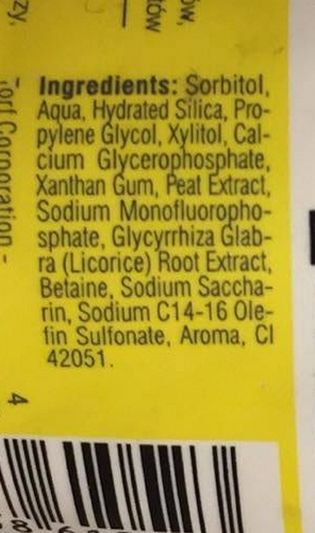 Ingredients: Sorbitol,
Aqua, Hydrated Silica, Pro-
pylene Glycol, Xylitol, Cal-
cium Glycerophosphate,
Xanthan Gum, Peat Extract,
Sodium Monofluoropho-
sphate, Glycyrrhiza Glab-
ra (Licorice) Root Extract,
Betaine, Sodium Saccha-
rin, Sodium C14-16 Ole-
fin Sulfonate, Aroma, CI
42051.
Corporation -
4